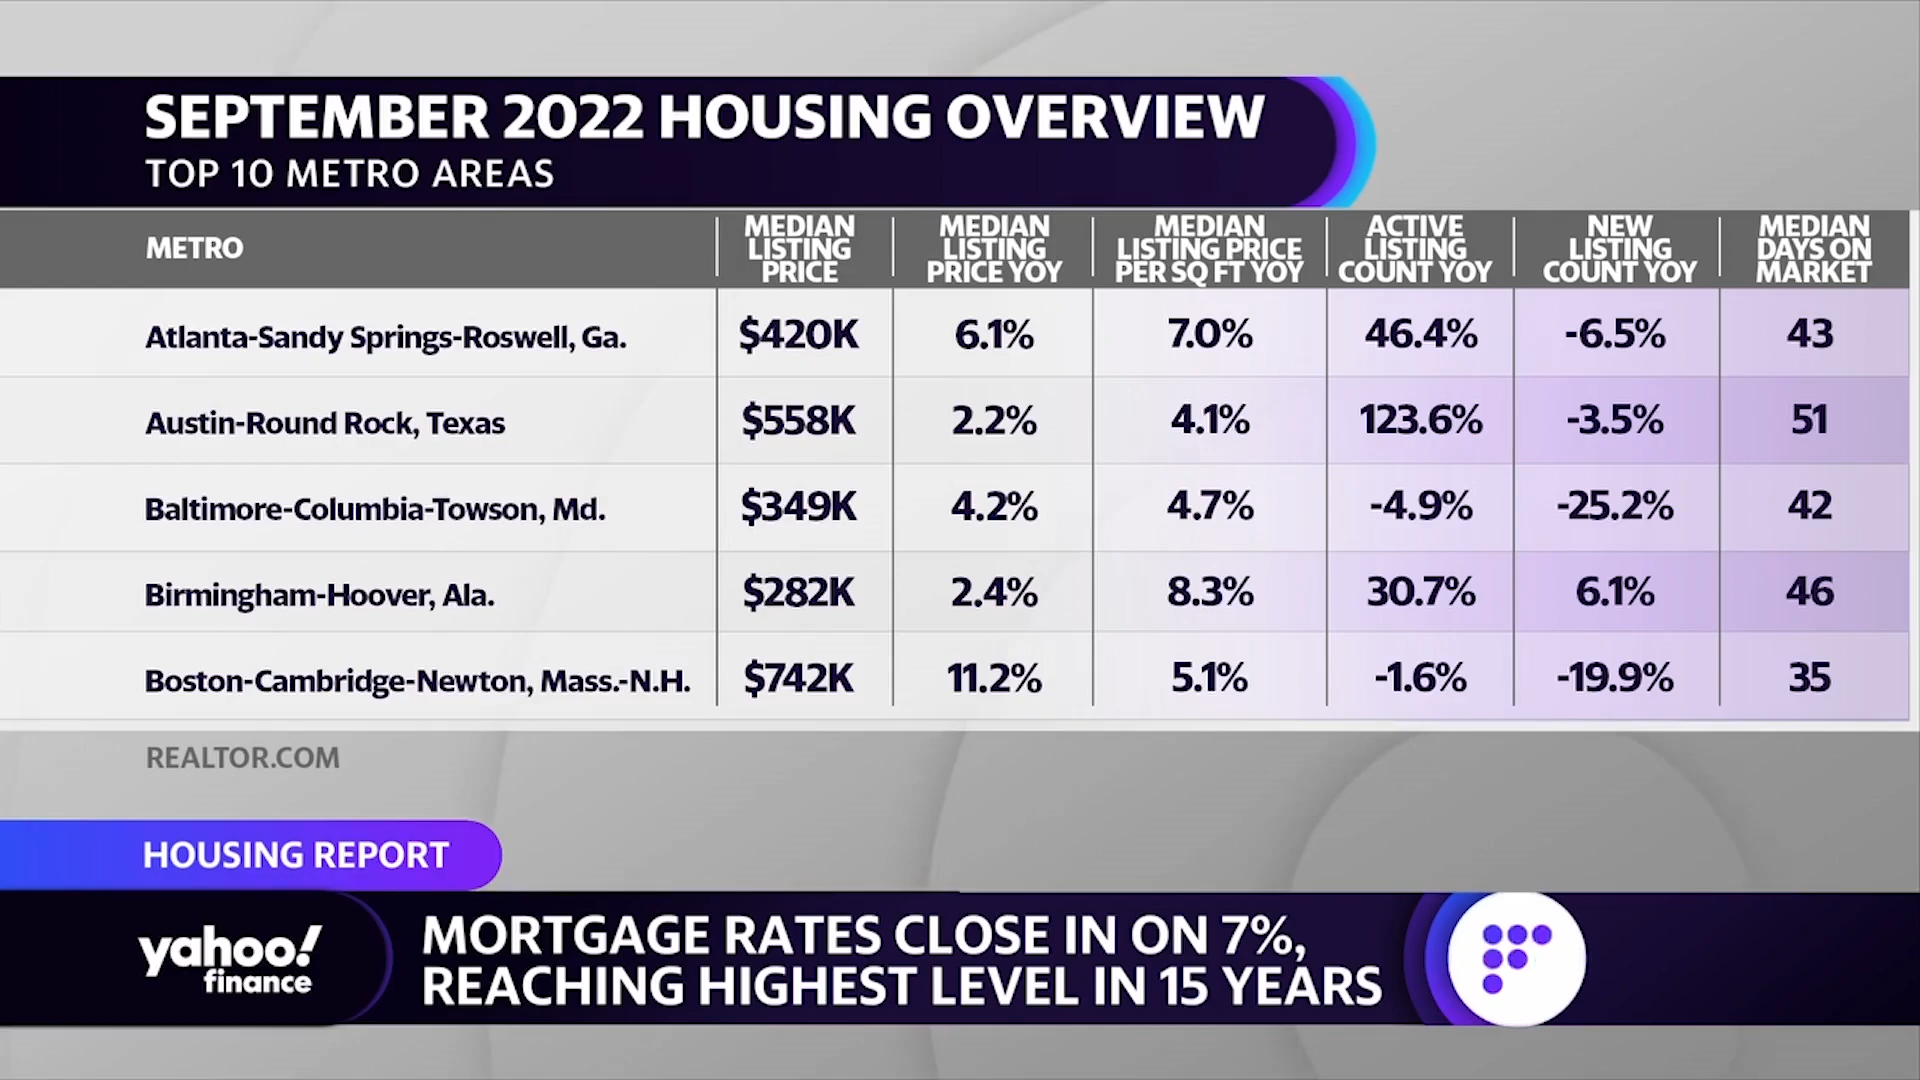 SEPTEMBER 2022 HOUSING OVERVIEW
TOP 10 METRO AREAS
METRO MEDIAN LISTING PRICE MEDIAN LISTING PRICE YOY MEDIAN LISTING PRICE PER SQ FT YOY ACTIVE LISTING COUNT YOY NEW LISTING COUNT YOY MEDIAN DAYS ON MARKET
Atlanta-Sandy Springs-Roswell, Ga. $420K 6.1% 7.0% 46.4% -6.5% 43
Austin-Round Rock, Texas $558K 2.2% 4.1% 123.6% -3.5% 51
Baltimore-Columbia-Towson, Md. $349K 4.2% 4.7% -4.9% -25.2% 42
Birmingham-Hoover, Ala. $282K 2.4% 8.3% 30.7% 6.1% 46
Boston-Cambridge-Newton, Mass.-N.H. $742K 11.2% 5.1% -1.6% -19.9% 35
REALTOR.COM
HOUSING REPORT
yahoo!
finance
MORTGAGE RATES CLOSE IN ON 7%,
REACHING HIGHEST LEVEL IN 15 YEARS